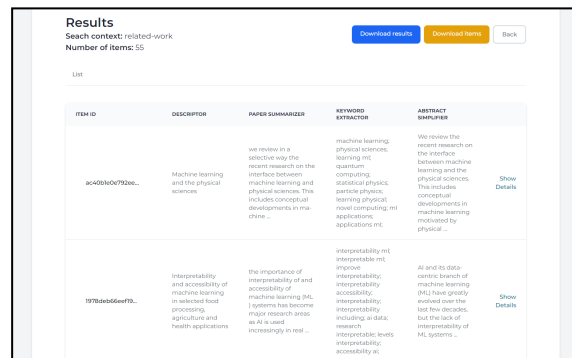 Results
Seach context: related-work
Number of items: 55
Download results
Download items
Back
List
ITEM ID
DESCRIPTOR
PAPER SUMMARIZER
KEYWORD
EXTRACTOR
ABSTRACT
SIMPLIFIER
ac40b1e0e792ee...
Machine learning
and the physical
sciences
we review in a
selective way the
recent research on the
interface between
machine learning and
physical sciences. This
includes conceptual
developments in ma-
chine ...
machine learning;
physical sciences;
learning ml;
quantum
computing;
statistical physics;
particle physics;
learning physical;
novel computing; ml
applications;
applications ml;
We review the
recent research on
the interface
between machine
learning and the
physical sciences.
This includes
conceptual
developments in
machine learning
motivated by
physical ...
Show
Details
1978deb66eef19...
Interpretability
and accessibility of
machine learning
in selected food
processing,
agriculture and
health applications
the importance of
interpretability of and
accessibility of
machine learning (ML
) systems has become
major research areas
as AI is used
increasingly in real ...
interpretability ml;
interpretable ml;
improve
interpretability;
interpretability
accessibility;
interpretability;
interpretability
including; ai data;
research
interpretable; levels
interpretability;
accessibility ai;
AI and its data-
centric branch of
machine learning
(ML) have greatly
evolved over the
last few decades,
but the lack of
interpretability of
ML systems ...
Show
Details